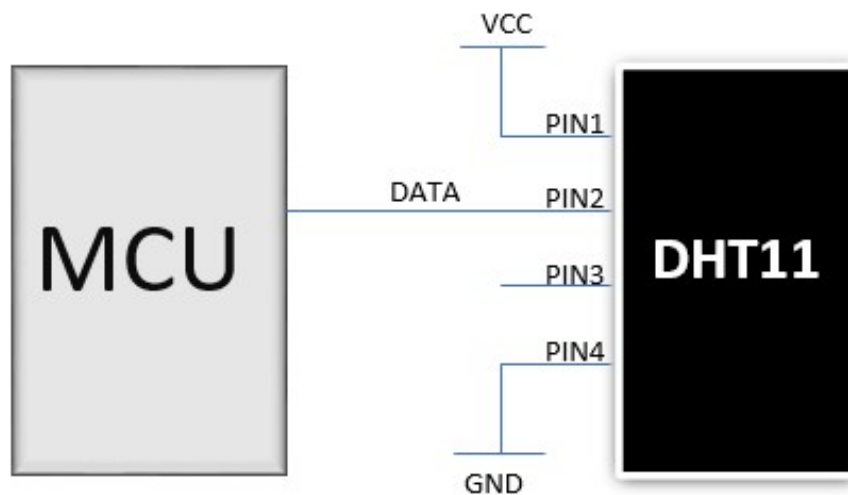 VCC
PIN1
DATA
PIN2
MCU
DHT11
PIN3
PIN4
GND